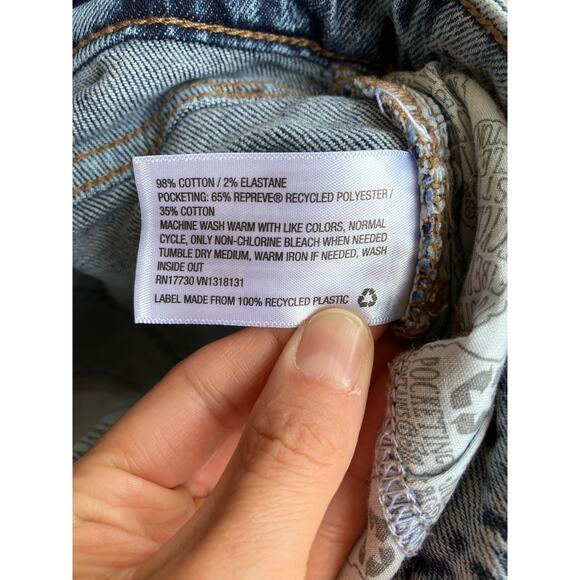 98% COTTON / 2% ELASTANE
POCKETING: 65% REPREVE® RECYCLED POLYESTER /
35% COTTON
MACHINE WASH WARM WITH LIKE COLORS, NORMAL
CYCLE, ONLY NON-CHLORINE BLEACH WHEN NEEDED
TUMBLE DRY MEDIUM, WARM IRON IF NEEDED, WASH
INSIDE OUT
RN17730 VN1318131
LABEL MADE FROM 100% RECYCLED PLASTIC
POCKETING